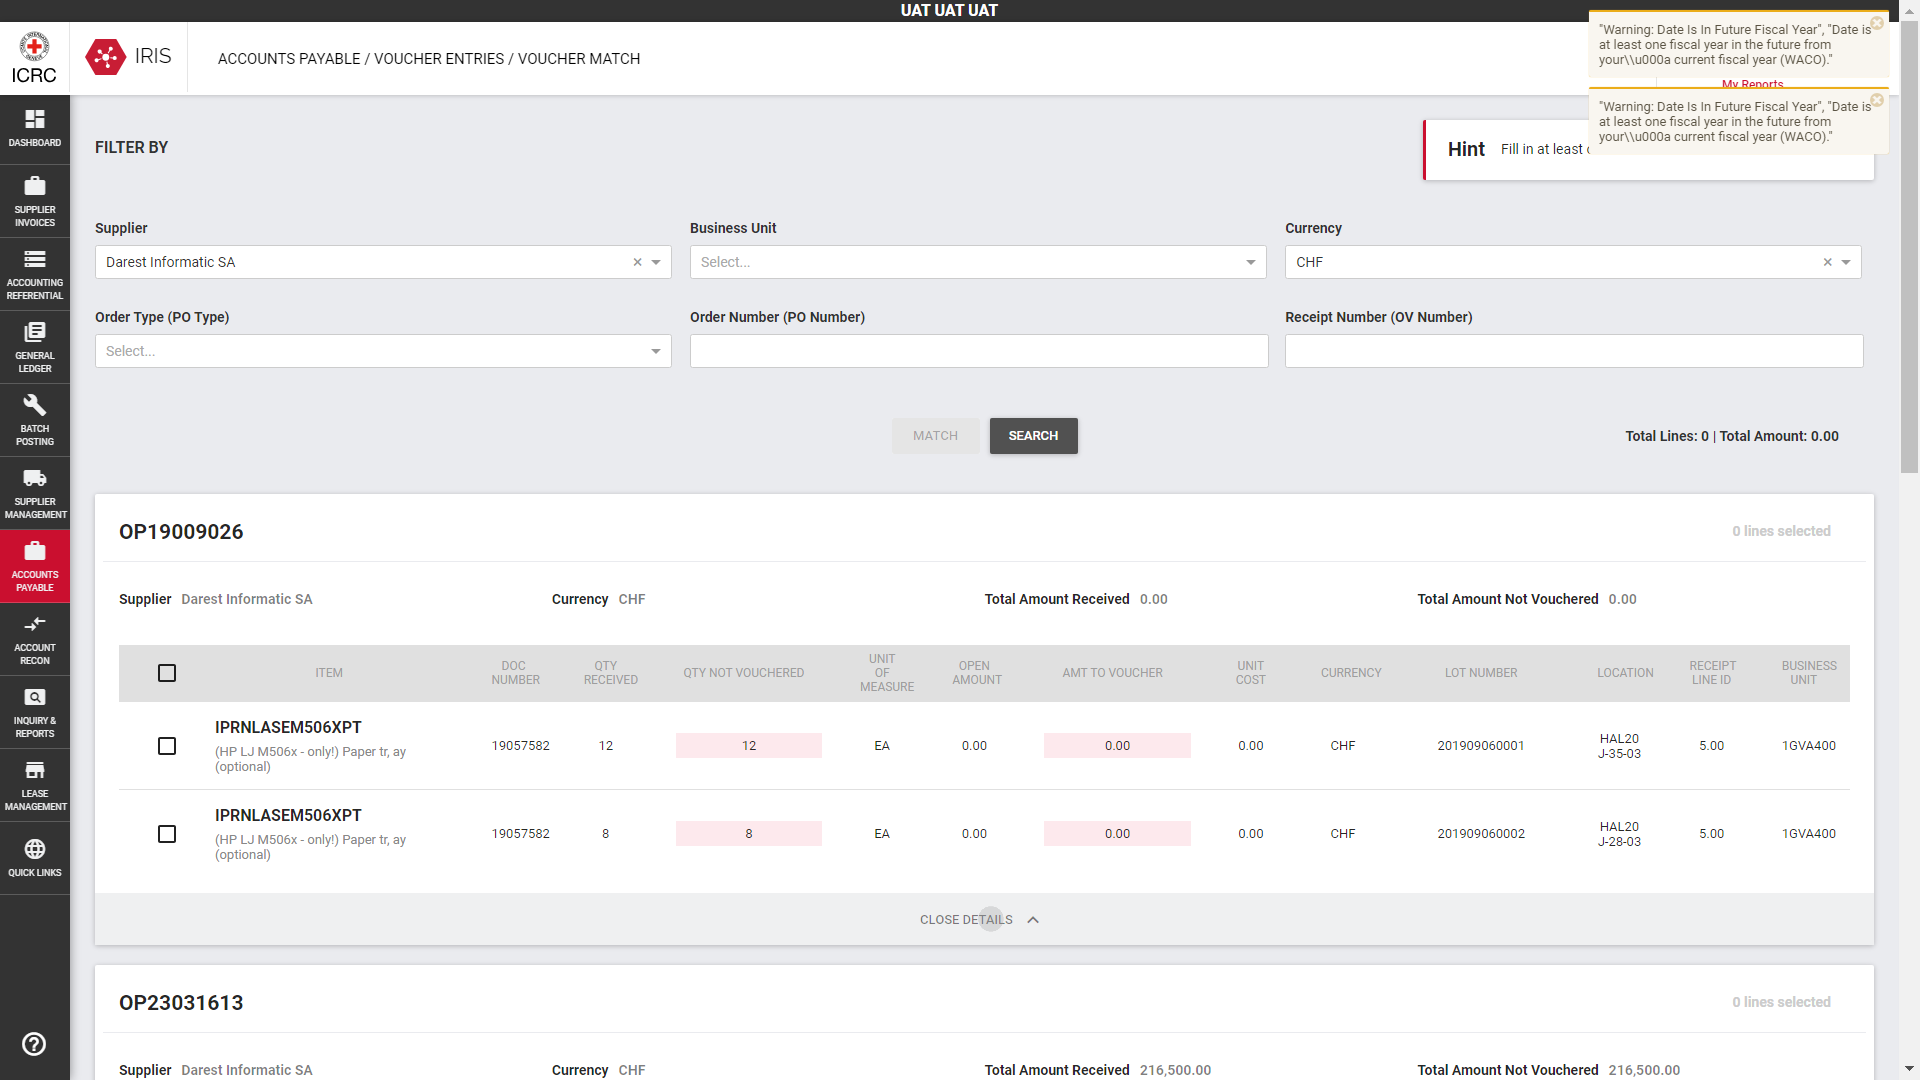 UAT UAT UAT
ICRC
IRIS
ACCOUNTS PAYABLE / VOUCHER ENTRIES / VOUCHER MATCH
"Warning: Date Is In Future Fiscal Year", "Date is
at least one fiscal year in the future from
your\\u000a current fiscal year (WACO)."
My Reports
"Warning: Date Is In Future Fiscal Year", "Date is
at least one fiscal year in the future from
your\\u000a current fiscal year (WACO)."
DASHBOARD
SUPPLIER
INVOICES
ACCOUNTING
REFERENTIAL
GENERAL
LEDGER
BATCH
POSTING
SUPPLIER
MANAGEMENT
ACCOUNTS
PAYABLE
ACCOUNT
RECON
INQUIRY &
REPORTS
LEASE
MANAGEMENT
QUICK LINKS
FILTER BY
Hint Fill in at least
Supplier
Darest Informatic SA
Business Unit
Select...
Currency
CHF
Order Type (PO Type)
Select...
Order Number (PO Number)
Receipt Number (OV Number)
MATCH
SEARCH
Total Lines: 0 | Total Amount: 0.00
OP19009026
0 lines selected
Supplier Darest Informatic SA
Currency CHF
Total Amount Received 0.00
Total Amount Not Vouchered 0.00
ITEM
DOC
NUMBER
QTY
RECEIVED
QTY NOT VOUCHERED
UNIT
OF
MEASURE
OPEN
AMOUNT
AMT TO VOUCHER
UNIT
COST
CURRENCY
LOT NUMBER
LOCATION
RECEIPT
LINE ID
BUSINESS
UNIT
IPRNLASEM506XPT
(HP LJ M506x - only!) Paper tr, ay
(optional)
19057582
12
12
EA
0.00
0.00
0.00
CHF
201909060001
HAL20
J-35-03
5.00
1GVA400
IPRNLASEM506XPT
(HP LJ M506x - only!) Paper tr, ay
(optional)
19057582
8
8
EA
0.00
0.00
0.00
CHF
201909060002
HAL20
J-28-03
5.00
1GVA400
CLOSE DETAILS
OP23031613
0 lines selected
Supplier Darest Informatic SA
Currency CHF
Total Amount Received 216,500.00
Total Amount Not Vouchered 216,500.00